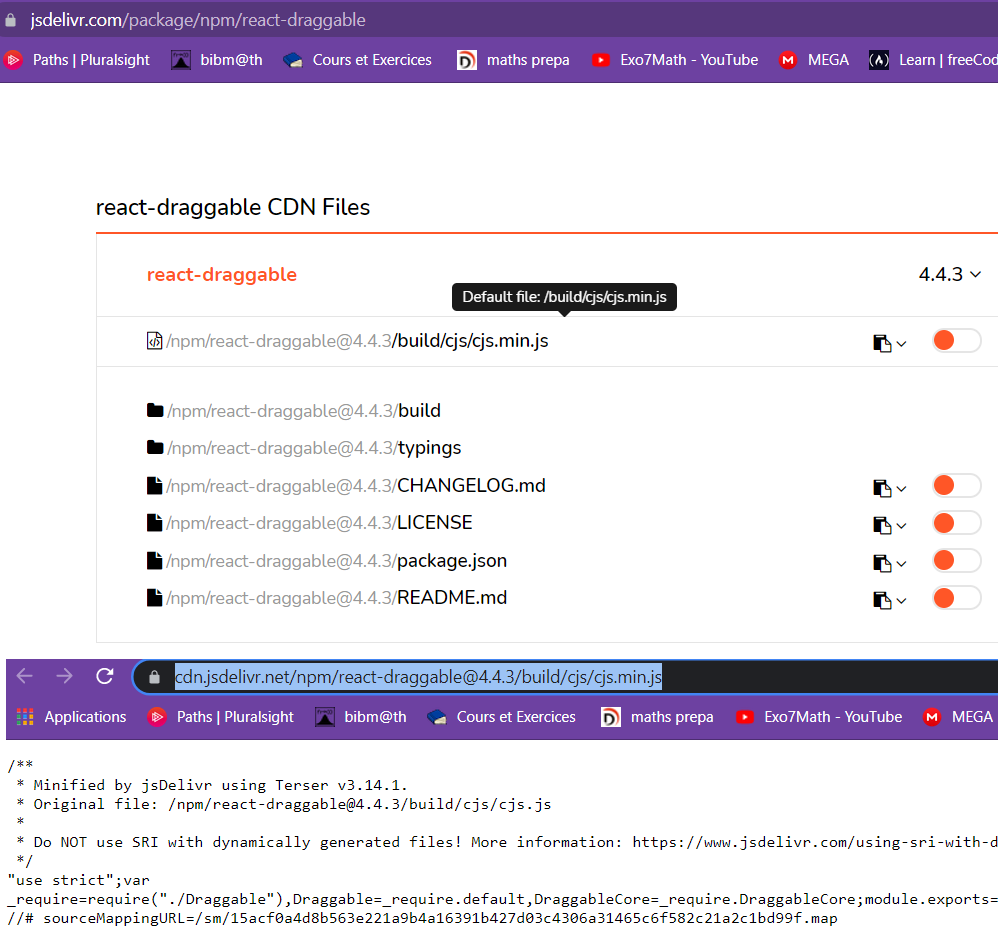 jsdelivr.com/package/npm/react-draggable
Paths | Pluralsight bibm@th Cours et Exercices maths prepa Exo7Math - YouTube MEGA Learn | freeCod
react-draggable CDN Files
react-draggable 4.4.3
Default file: /build/cjs/cjs.min.js
/npm/react-draggable@4.4.3/build/cjs/cjs.min.js
/npm/react-draggable@4.4.3/build
/npm/react-draggable@4.4.3/typings
/npm/react-draggable@4.4.3/CHANGELOG.md
/npm/react-draggable@4.4.3/LICENSE
/npm/react-draggable@4.4.3/package.json
/npm/react-draggable@4.4.3/README.md
cdn.jsdelivr.net/npm/react-draggable@4.4.3/build/cjs/cjs.min.js
Applications Paths | Pluralsight bibm@th Cours et Exercices maths prepa Exo7Math - YouTube MEGA
/**
 * Minified by jsDelivr using Terser v3.14.1.
 * Original file: /npm/react-draggable@4.4.3/build/cjs/cjs.js
 *
 * Do NOT use SRI with dynamically generated files! More information: https://www.jsdelivr.com/using-sri-with-d
 */
"use strict";var
_require=require("./Draggable"),Draggable=_require.default,DraggableCore=_require.DraggableCore;module.exports=
//# sourceMappingURL=/sm/15acf0a4d8b563e221a9b4a16391b427d03c4306a31465c6f582c21a2c1bd99f.map